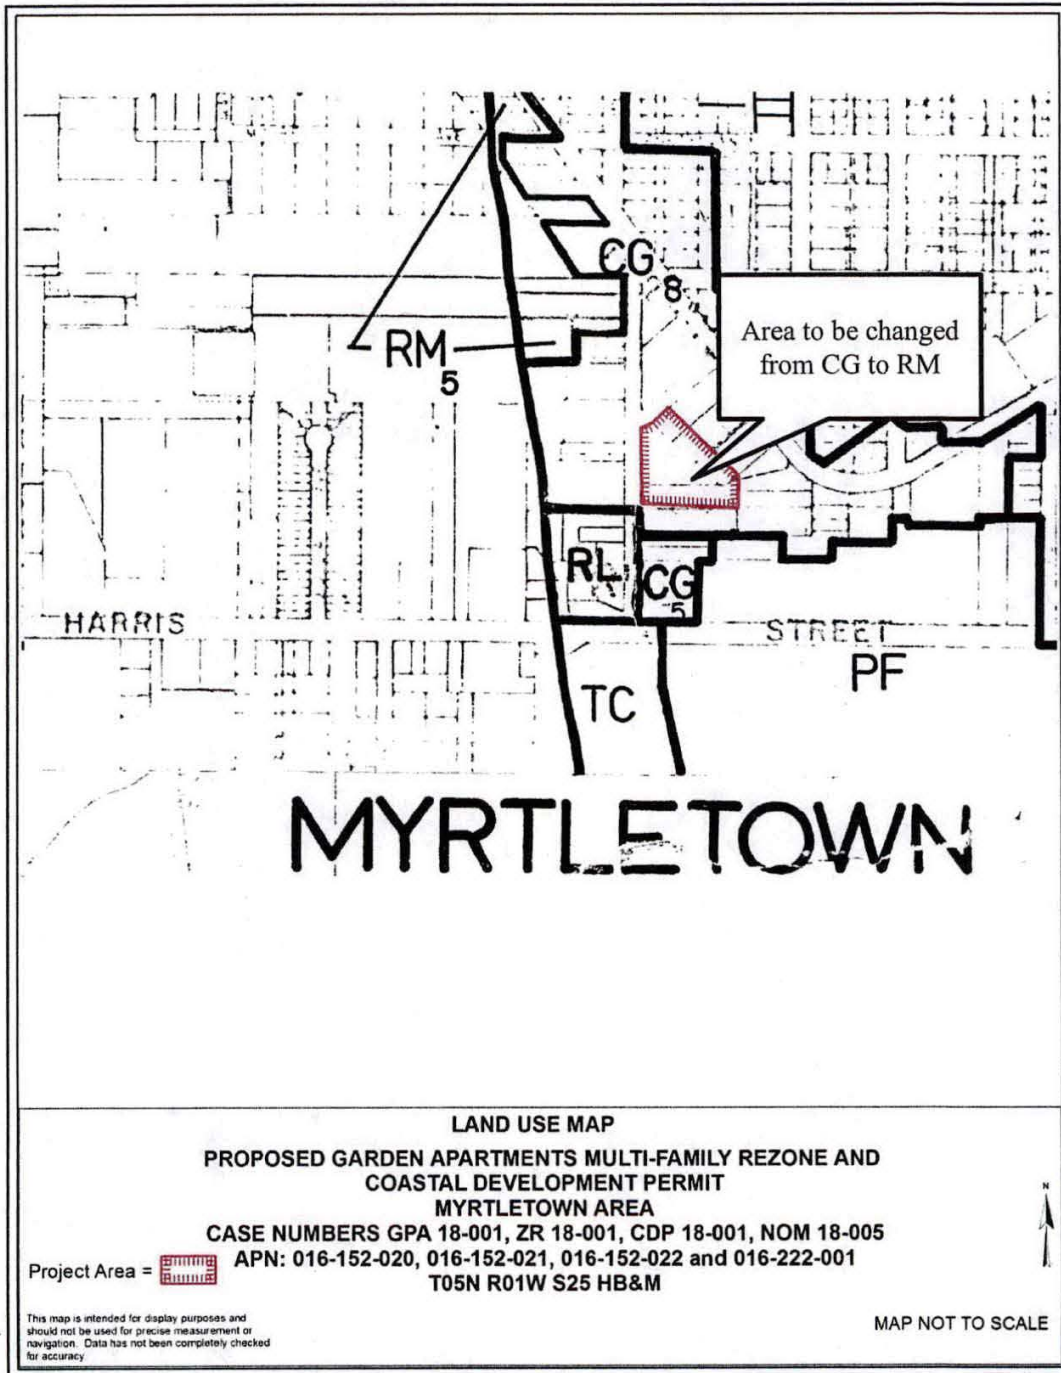 CG
8
Area to be changed
from CG to RM
RM
5
RL
CG
5
HARRIS
STREET
PF
TC
MYRTLETOWN
LAND USE MAP
PROPOSED GARDEN APARTMENTS MULTI-FAMILY REZONE AND
COASTAL DEVELOPMENT PERMIT
MYRTLETOWN AREA
CASE NUMBERS GPA 18-001, ZR 18-001, CDP 18-001, NOM 18-005
APN: 016-152-020, 016-152-021, 016-152-022 and 016-222-001
T05N R01W S25 HB&M
Project Area =
N
This map is intended for display purposes and
should not be used for precise measurement or
navigation. Data has not been completely checked
for accuracy.
MAP NOT TO SCALE